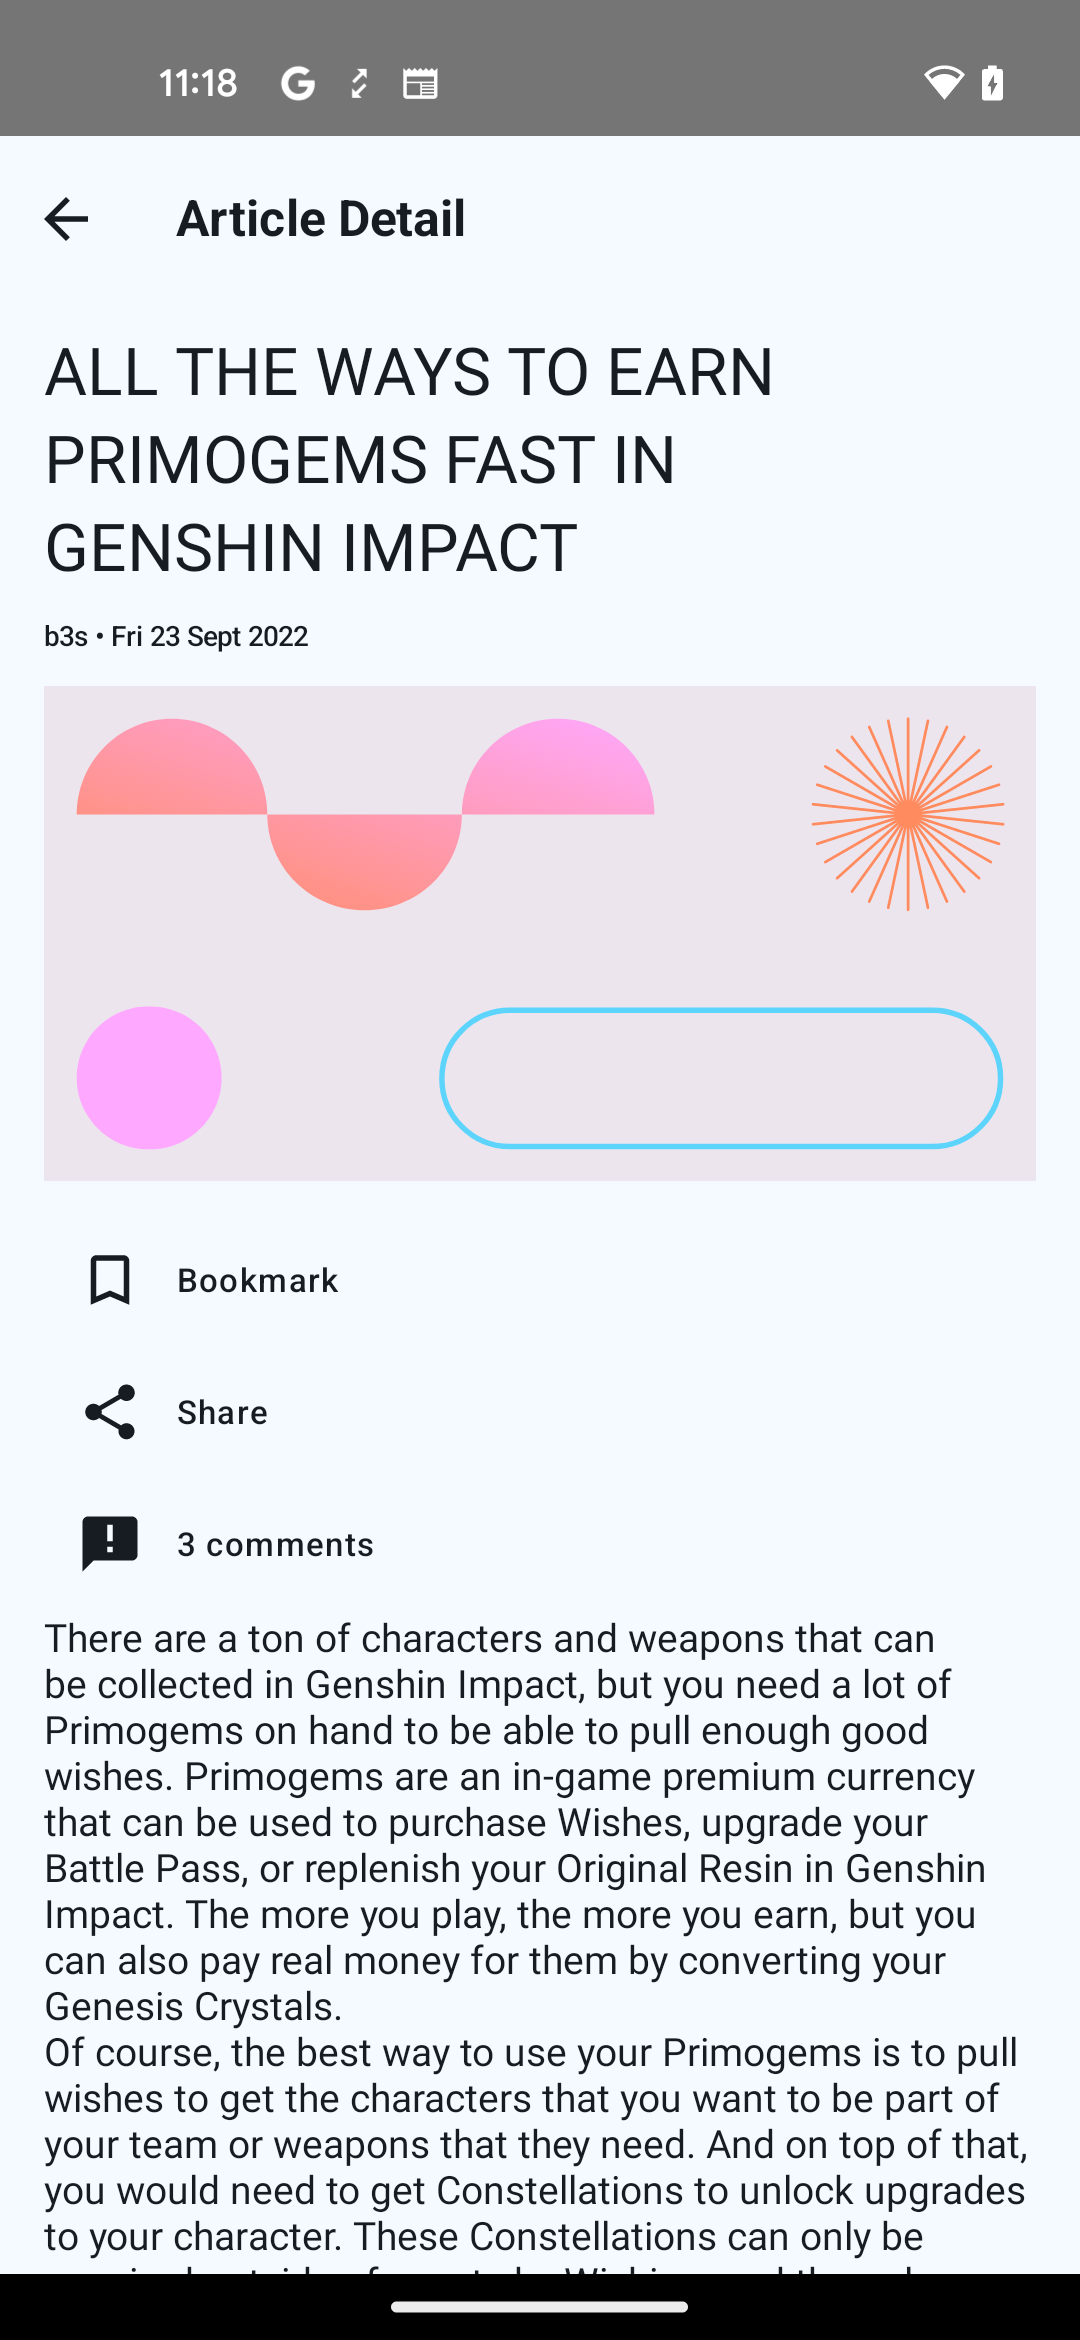 11:18
Article Detail
ALL THE WAYS TO EARN
PRIMOGEMS FAST IN
GENSHIN IMPACT
b3s • Fri 23 Sept 2022
Bookmark
Share
3 comments
There are a ton of characters and weapons that can
be collected in Genshin Impact, but you need a lot of
Primogems on hand to be able to pull enough good
wishes. Primogems are an in-game premium currency
that can be used to purchase Wishes, upgrade your
Battle Pass, or replenish your Original Resin in Genshin
Impact. The more you play, the more you earn, but you
can also pay real money for them by converting your
Genesis Crystals.
Of course, the best way to use your Primogems is to pull
wishes to get the characters that you want to be part of
your team or weapons that they need. And on top of that,
you would need to get Constellations to unlock upgrades
to your character. These Constellations can only be